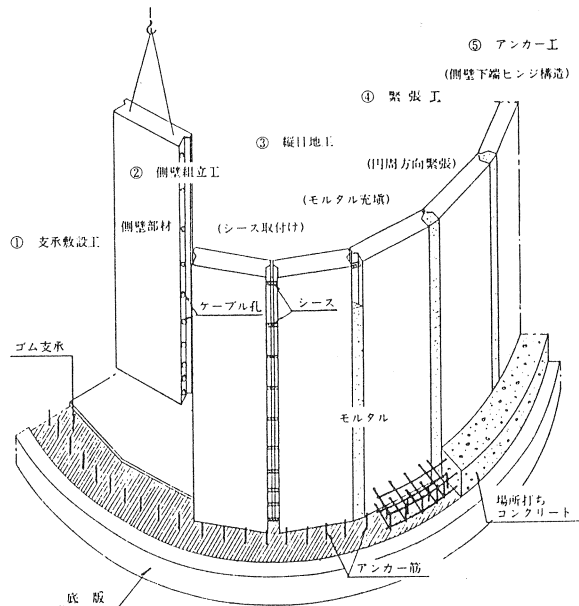 ⑤ アンカー工
(側壁下端ヒンジ構造)
④ 緊張工
③ 縦目地工
(円周方向緊張)
② 側壁組立工
(モルタル充填)
側壁部材
(シース取付け)
① 支承敷設工
ケーブル孔
シース
ゴム支承
モルタル
場所打ち
コンクリート
アンカー筋
底版